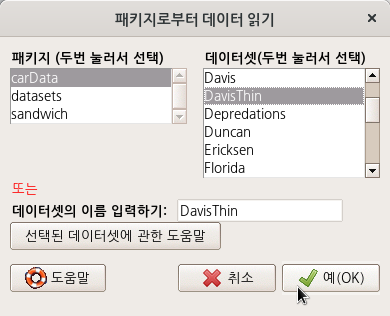 패키지로부터 데이터 읽기
패키지 (두번 눌러서 선택)
carData
datasets
sandwich
데이터셋(두번 눌러서 선택)
Davis
DavisThin
Depredations
Duncan
Ericksen
Florida
또는
데이터셋의 이름 입력하기: DavisThin
선택된 데이터셋에 관한 도움말
도움말 취소 예(OK)